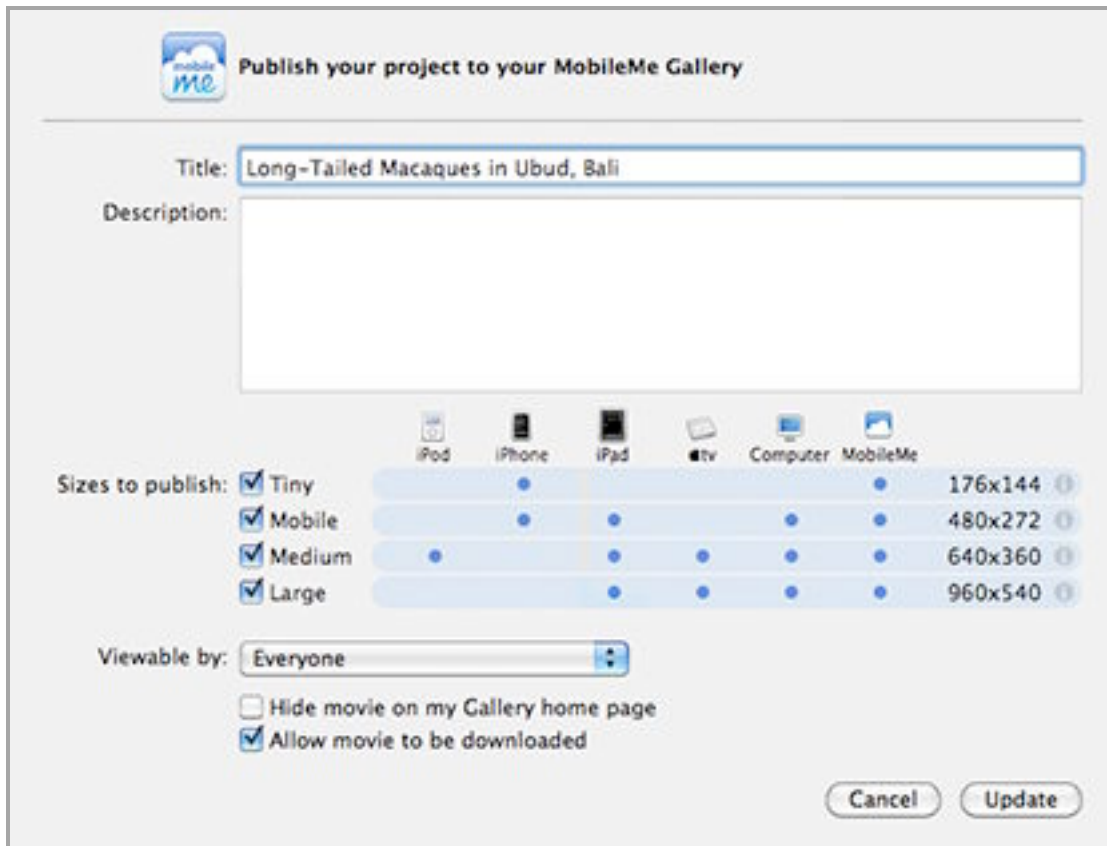 mobile
me
Publish your project to your MobileMe Gallery
Title: Long-Tailed Macaques in Ubud, Bali
Description:
iPod iPhone iPad tv Computer MobileMe
Sizes to publish: Tiny 176x144
Mobile 480x272
Medium 640x360
Large 960x540
Viewable by: Everyone
Hide movie on my Gallery home page
Allow movie to be downloaded
Cancel Update